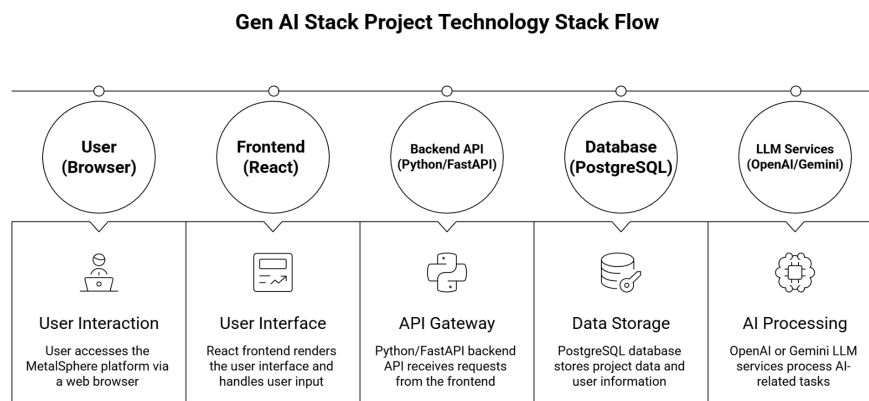 Gen AI Stack Project Technology Stack Flow
User
(Browser)
Frontend
(React)
Backend API
(Python/FastAPI)
Database
(PostgreSQL)
LLM Services
(OpenAI/Gemini)
User Interaction
User accesses the
MetalSphere platform via
a web browser
User Interface
React frontend renders
the user interface and
handles user input
API Gateway
Python/FastAPI backend
API receives requests
from the frontend
Data Storage
PostgreSQL database
stores project data and
user information
AI Processing
OpenAI or Gemini LLM
services process AI-
related tasks